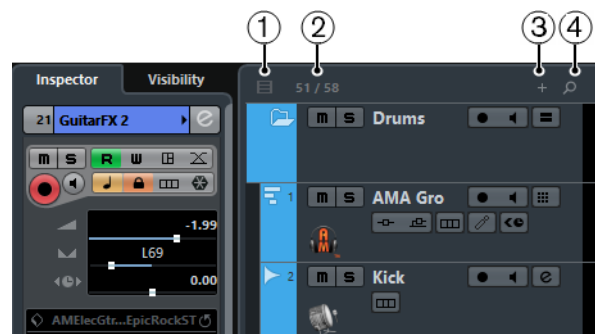 1 2 3 4
Inspector Visibility
51 / 58 +
21 GuitarFX 2 e
m S Drums
m S R W
1 m S AMA Gro
-1.99
L69
0.00
2 m S Kick e
AMElecGtr...EpicRockST